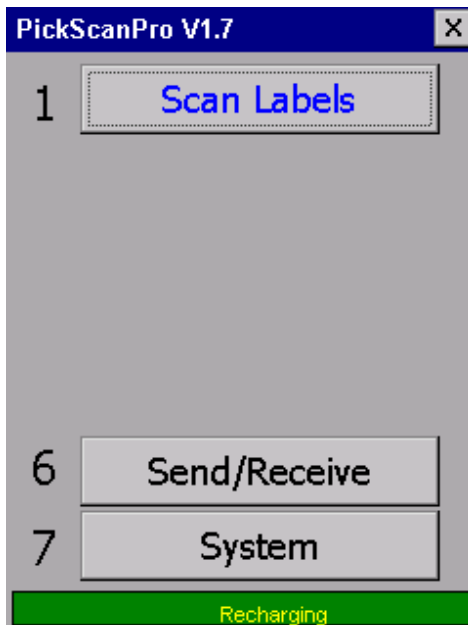 PickScanPro V1.7
1 Scan Labels
6 Send/Receive
7 System
Recharging